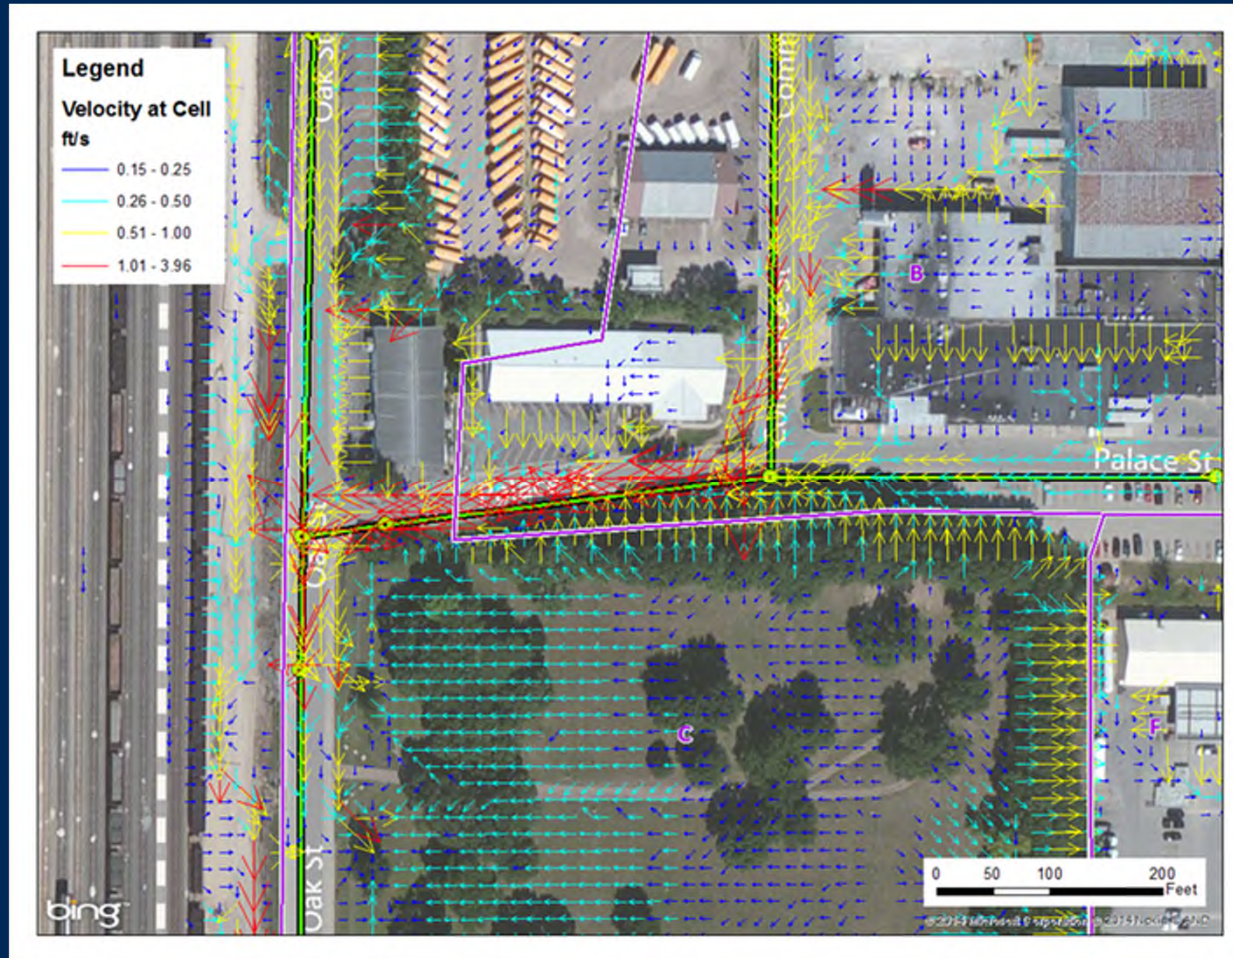 Legend
Velocity at Cell
ft/s
0.15 - 0.25
0.26 - 0.50
0.51 - 1.00
1.01 - 3.96
Oak St
B
Palace St
Oak St
C
F
0 50 100 200
Feet
Oak St
bing